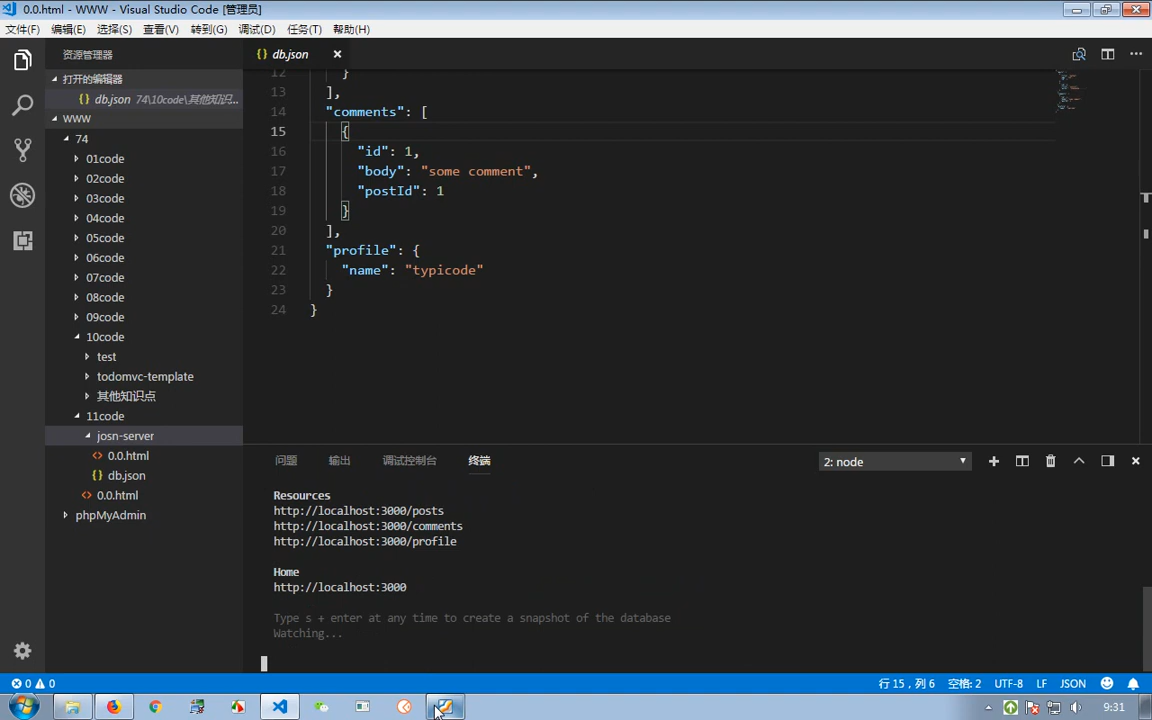 0.0.html - WWW - Visual Studio Code [管理员]
文件(F) 编辑(E) 选择(S) 查看(V) 转到(G) 调试(D) 任务(T) 帮助(H)
资源管理器
打开的编辑器
db.json 74\10code\其他知识...
WWW
74
01code
02code
03code
04code
05code
06code
07code
08code
09code
10code
test
todomvc-template
其他知识点
11code
josn-server
0.0.html
db.json
0.0.html
phpMyAdmin
db.json
12 }
13 ],
14 "comments": [
15 {
16 "id": 1,
17 "body": "some comment",
18 "postId": 1
19 }
20 ],
21 "profile": {
22 "name": "typicode"
23 }
24 }
问题 输出 调试控制台 终端 2: node
Resources
http://localhost:3000/posts
http://localhost:3000/comments
http://localhost:3000/profile
Home
http://localhost:3000
Type s + enter at any time to create a snapshot of the database
Watching...
0 0 行 15, 列 6 空格: 2 UTF-8 LF JSON
9:31